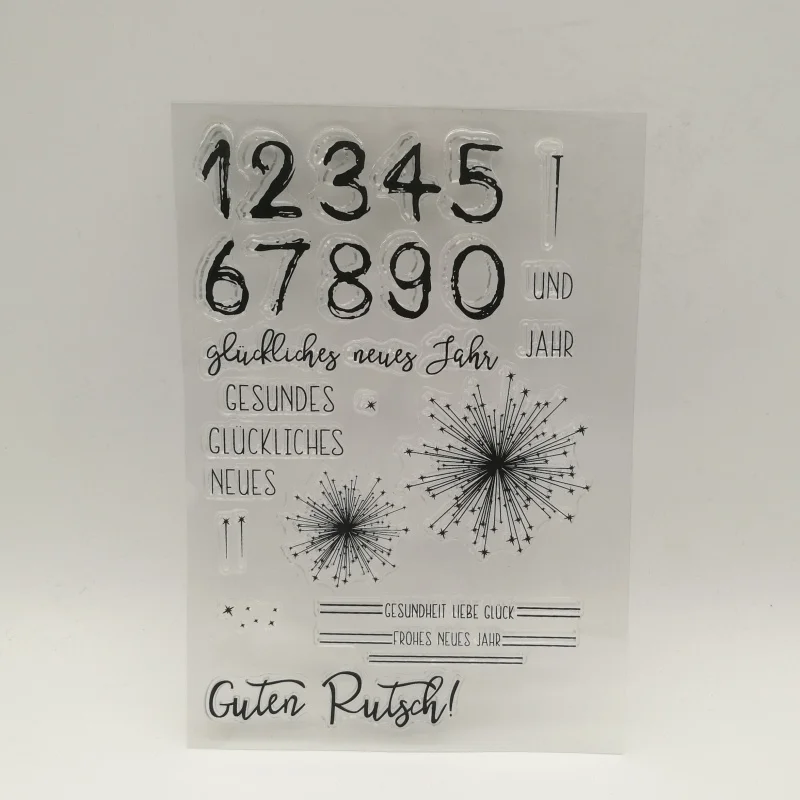 12345
67890
UND
JAHR
glückliches neues Jahr
GESUNDES
GLÜCKLICHES
NEUES
GESUNDHEIT LIEBE GLÜCK
FROHES NEUES JAHR
Guten Rutsch!